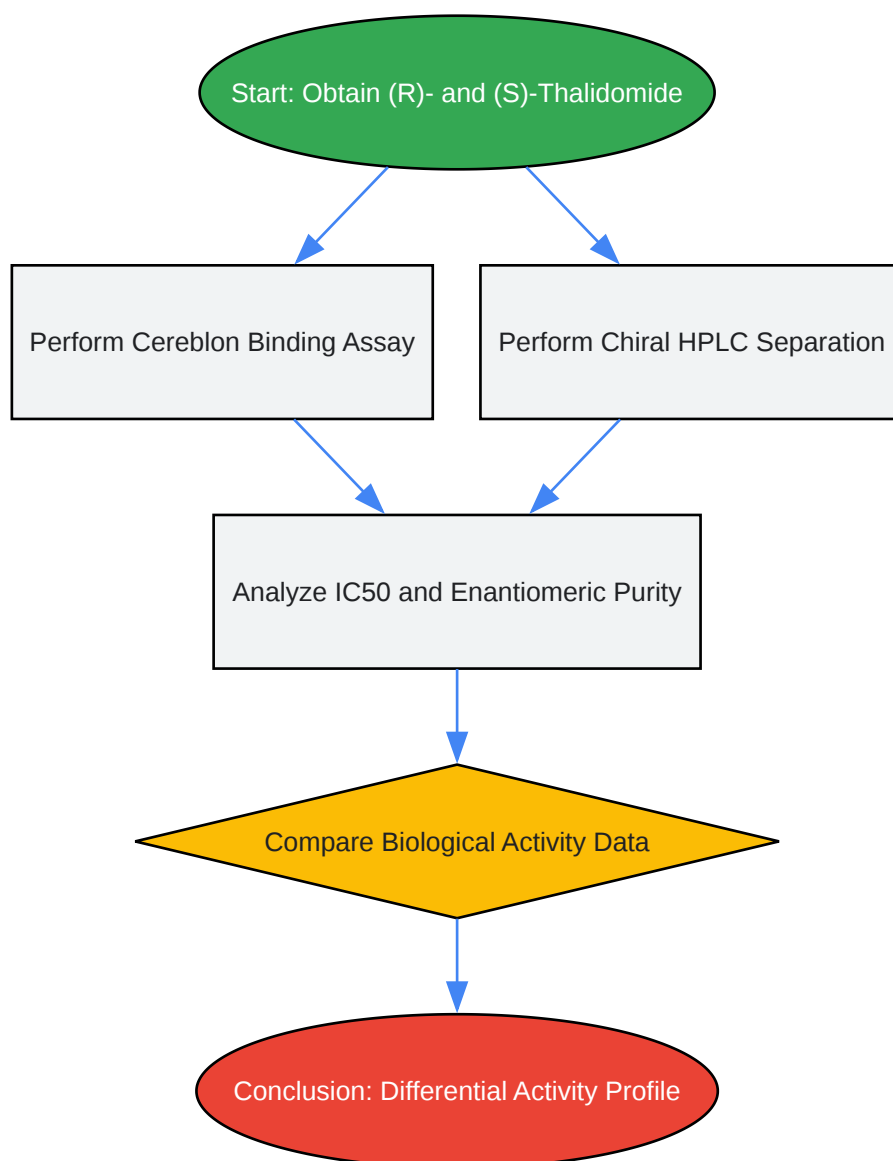 Start: Obtain (R)- and (S)-Thalidomide
Perform Cereblon Binding Assay
Perform Chiral HPLC Separation
Analyze IC50 and Enantiomeric Purity
Compare Biological Activity Data
Conclusion: Differential Activity Profile